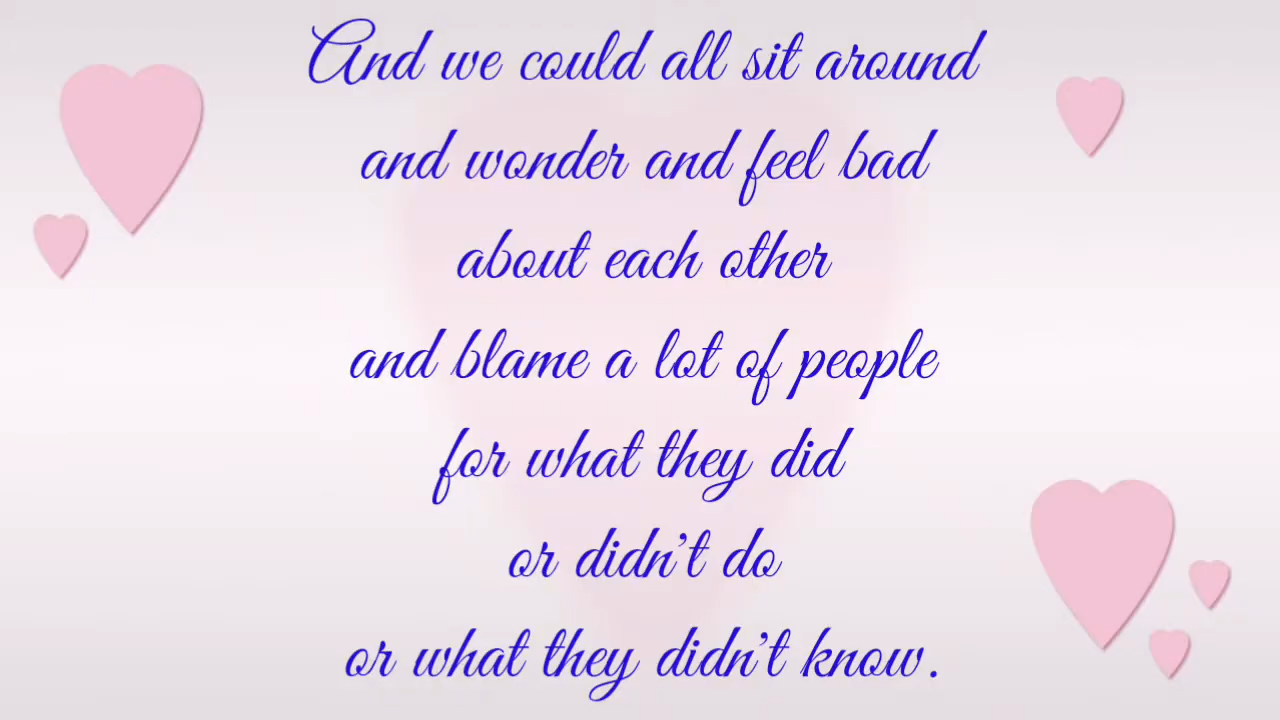 And we could all sit around
and wonder and feel bad
about each other
and blame a lot of people
for what they did
or didn’t do
or what they didn’t know.